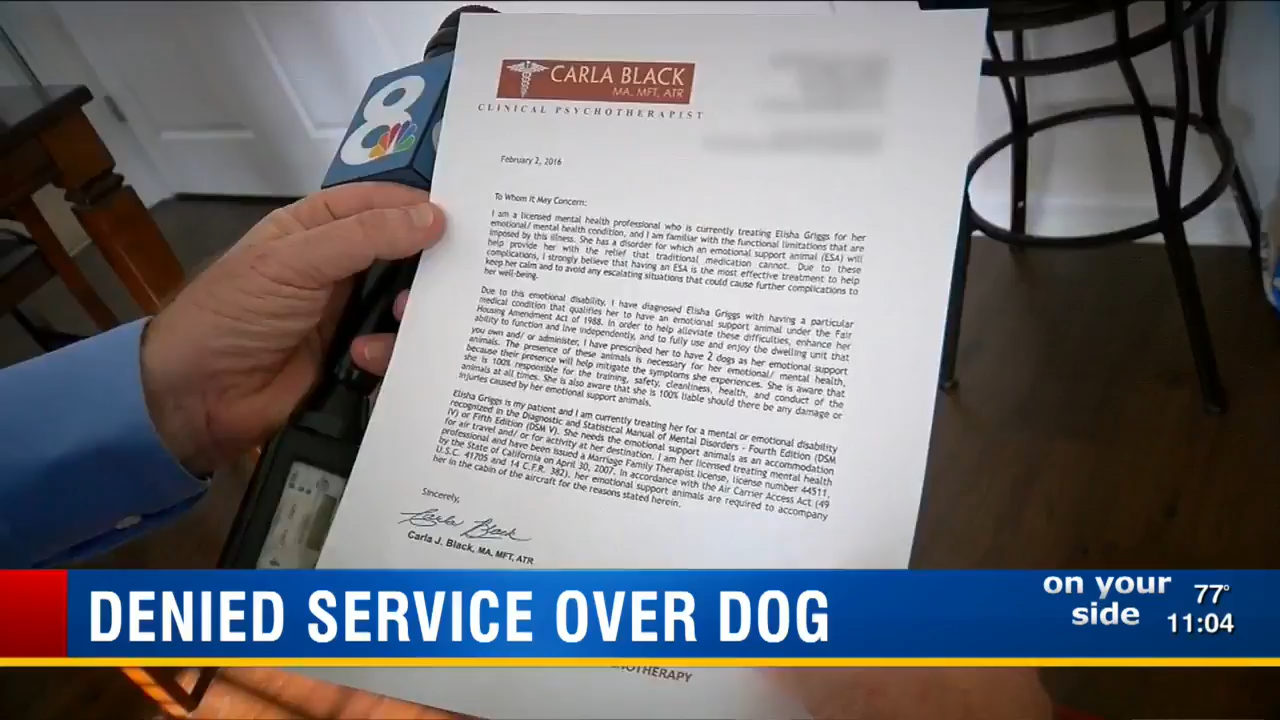 8
CARLA BLACK
MA, MFT, ATR
CLINICAL PSYCHOTHERAPIST
February 2, 2016
To Whom It May Concern:
I am a licensed mental health professional who is currently treating Elisha Griggs for her
emotional/ mental health condition, and I am familiar with the functional limitations that are
imposed by this illness. She has a disorder for which an emotional support animal (ESA) will
help provide her with the relief that traditional medication cannot. Due to these
complications, I strongly believe that having an ESA is the most effective treatment to help
keep her calm and to avoid any escalating situations that could cause further complications to
her well-being.
Due to this emotional disability, I have diagnosed Elisha Griggs with having a particular
medical condition that qualifies her to have an emotional support animal under the Fair
Housing Amendment Act of 1988. In order to help alleviate these difficulties, enhance her
ability to function and live independently, and to fully use and enjoy the dwelling unit that
you own and/ or administer, I have prescribed her to have 2 dogs as her emotional support
animals. The presence of these animals is necessary for her emotional/ mental health,
because their presence will help mitigate the symptoms she experiences. She is aware that
she is 100% responsible for the training, safety, cleanliness, health, and conduct of the
animals at all times. She is also aware that she is 100% liable should there be any damage or
injuries caused by her emotional support animals.
Elisha Griggs is my patient and I am currently treating her for a mental or emotional disability
recognized in the Diagnostic and Statistical Manual of Mental Disorders - Fourth Edition (DSM
IV) or Fifth Edition (DSM V). She needs the emotional support animals as an accommodation
for air travel and/ or for activity at her destination. I am her licensed treating mental health
professional and have been issued a Marriage Family Therapist license, license number 44511,
by the State of California on April 30, 2007. In accordance with the Air Carrier Access Act (49
U.S.C. 41705 and 14 C.F.R. 382), her emotional support animals are required to accompany
her in the cabin of the aircraft for the reasons stated herein.
Sincerely,
Carla Black
Carla J. Black, MA, MFT, ATR
DENIED SERVICE OVER DOG
on your
side
77°
11:04